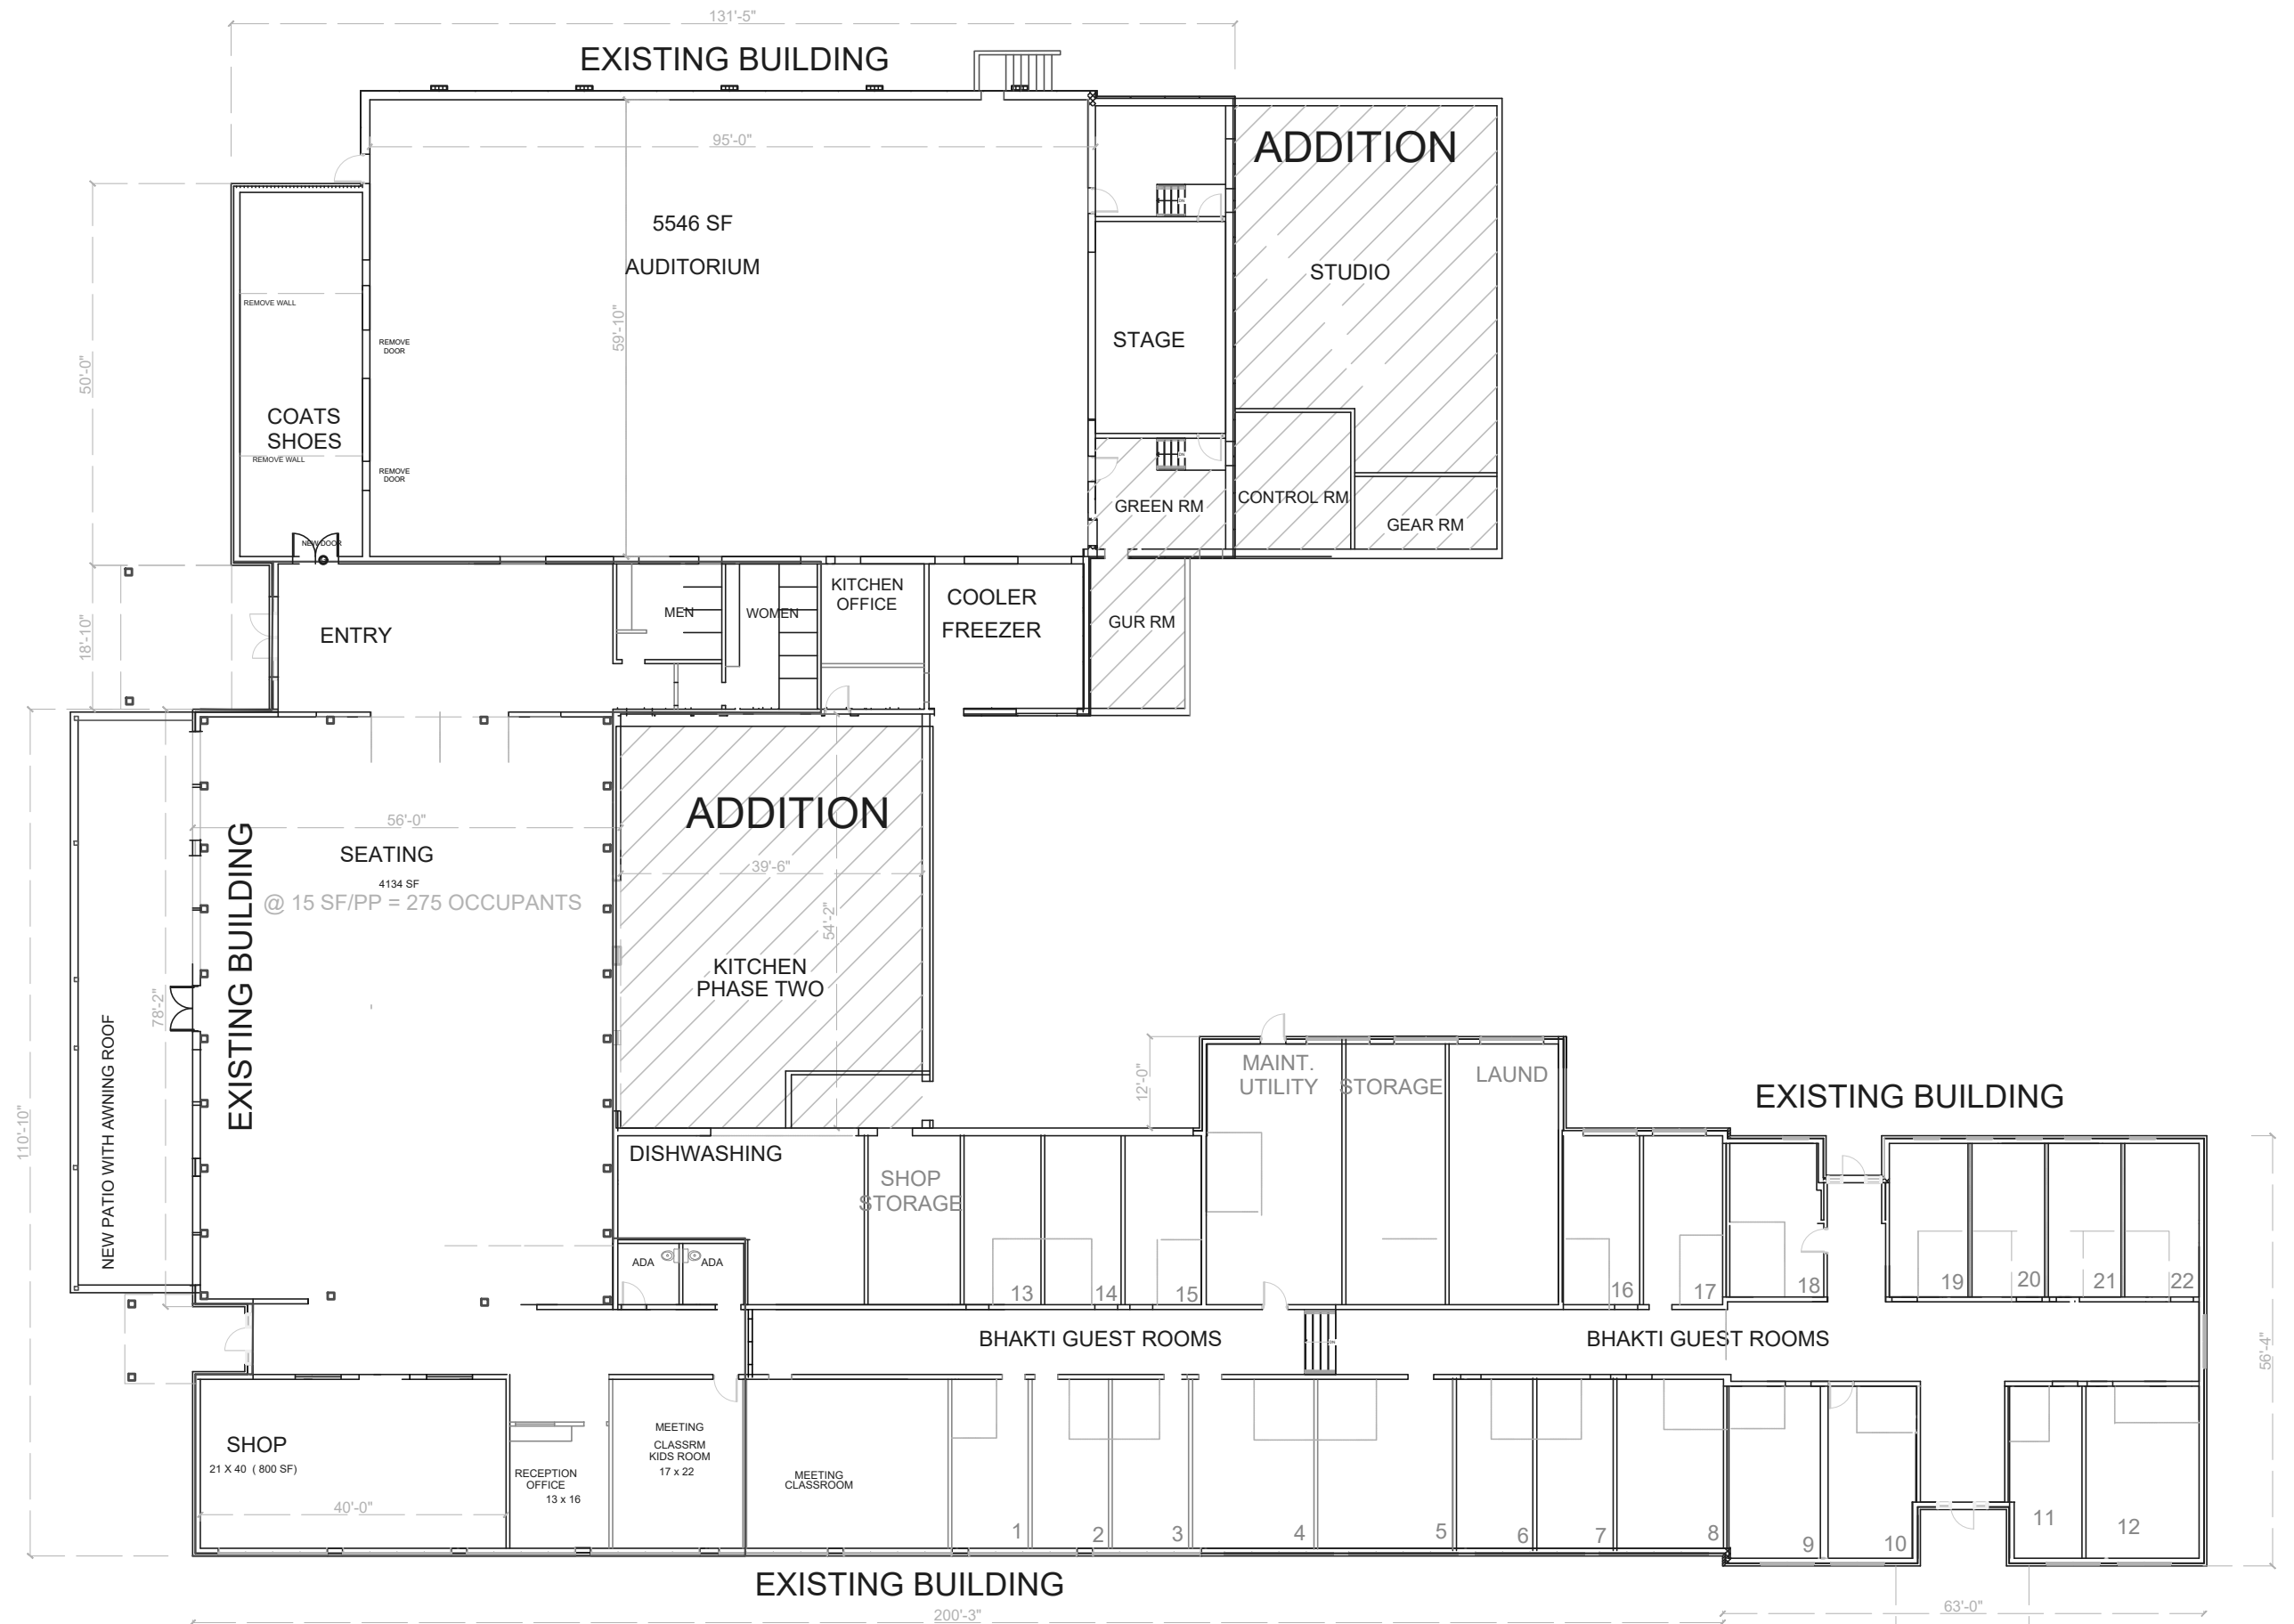 131'-5"
EXISTING BUILDING
95'-0"
ADDITION
5546 SF
AUDITORIUM
59'-10"
STUDIO
STAGE
REMOVE WALL
REMOVE
DOOR
50'-0"
COATS
SHOES
REMOVE WALL
REMOVE
DOOR
NEW DOOR
GREEN RM
CONTROL RM
GEAR RM
KITCHEN
OFFICE
COOLER
FREEZER
MEN
WOMEN
GUR RM
ENTRY
18'-10"
56'-0"
ADDITION
SEATING
4134 SF
@ 15 SF/PP = 275 OCCUPANTS
39'-6"
54'-2"
EXISTING BUILDING
KITCHEN
PHASE TWO
78'-2"
NEW PATIO WITH AWNING ROOF
110'-10"
12'-0"
MAINT.
UTILITY
STORAGE
LAUND
EXISTING BUILDING
DISHWASHING
SHOP
STORAGE
ADA
ADA
13
14
15
16
17
18
19
20
21
22
BHAKTI GUEST ROOMS
BHAKTI GUEST ROOMS
56'-4"
SHOP
21 X 40 ( 800 SF)
40'-0"
RECEPTION
OFFICE
13 x 16
MEETING
CLASSRM
KIDS ROOM
17 x 22
MEETING
CLASSROOM
1
2
3
4
5
6
7
8
9
10
11
12
EXISTING BUILDING
200'-3"
63'-0"